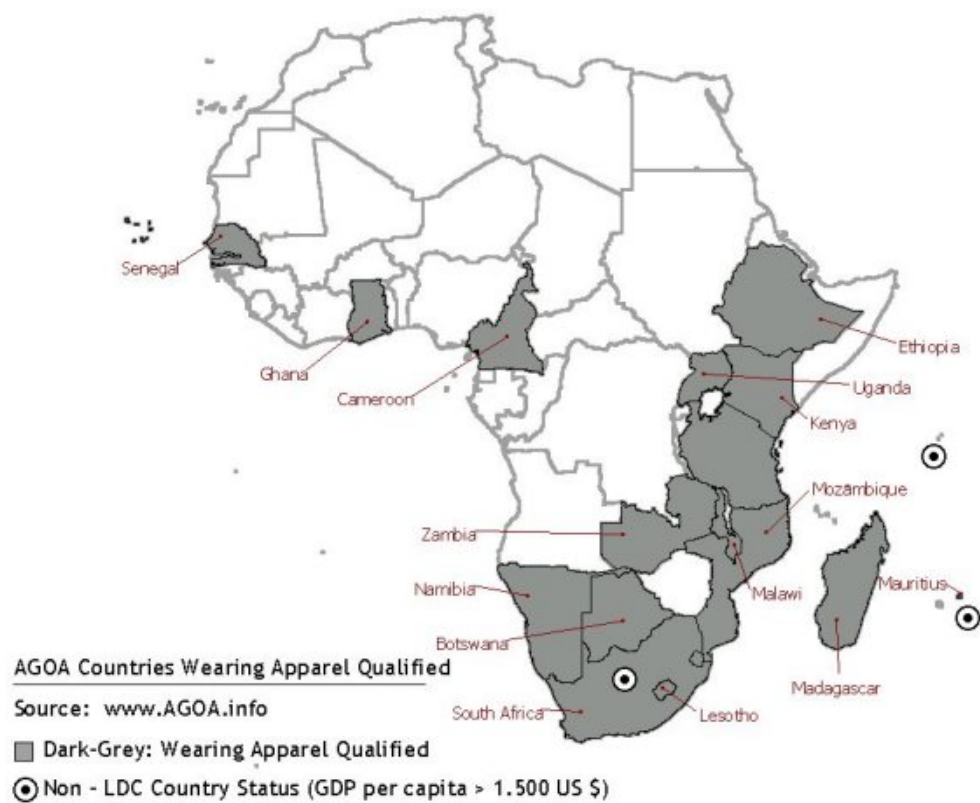 Senegal
Ghana
Cameroon
Ethiopia
Uganda
Kenya
Mozambique
Zambia
Malawi
Mauritius
Namibia
Botswana
Madagascar
South Africa
Lesotho
AGOA Countries Wearing Apparel Qualified
Source: www.AGOA.info
Dark-Grey: Wearing Apparel Qualified
Non - LDC Country Status (GDP per capita > 1.500 US $)